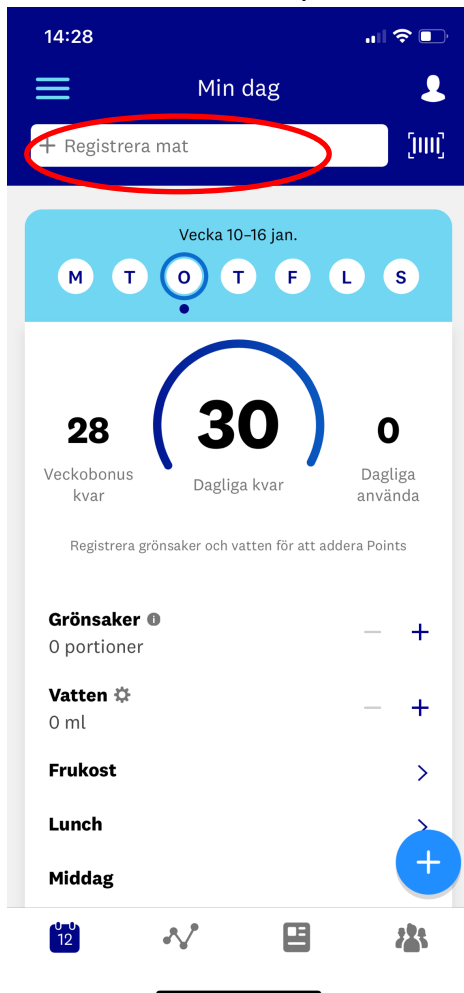 14:28
Min dag
+ Registrera mat
Vecka 10–16 jan.
M T O T F L S
28
Veckobonus
kvar
30
Dagliga kvar
0
Dagliga
använda
Registrera grönsaker och vatten för att addera Points
Grönsaker
0 portioner
Vatten
0 ml
Frukost
Lunch
Middag
12